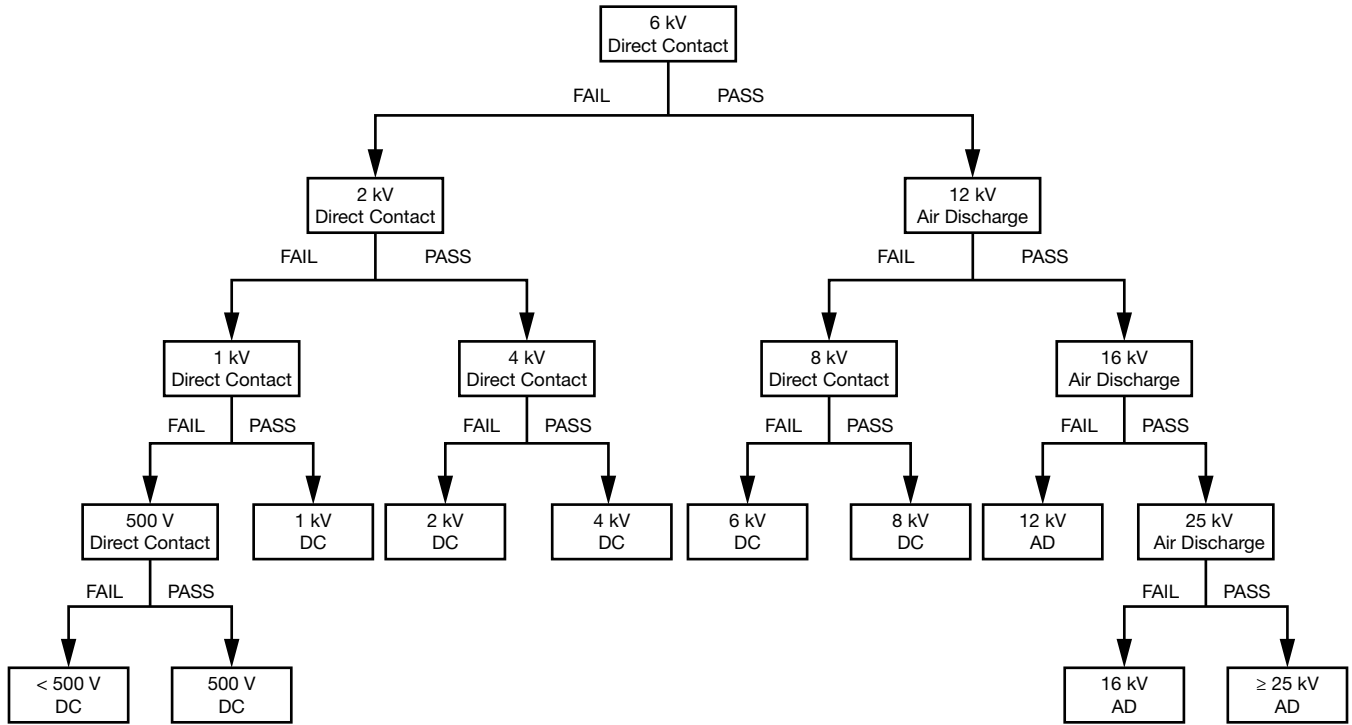 6 kV
Direct Contact
FAIL PASS
2 kV
Direct Contact
12 kV
Air Discharge
FAIL PASS
FAIL PASS
1 kV
Direct Contact
4 kV
Direct Contact
8 kV
Direct Contact
16 kV
Air Discharge
FAIL PASS
FAIL PASS
FAIL PASS
FAIL PASS
500 V
Direct Contact
1 kV
DC
2 kV
DC
4 kV
DC
6 kV
DC
8 kV
DC
12 kV
AD
25 kV
Air Discharge
FAIL PASS
FAIL PASS
< 500 V
DC
500 V
DC
16 kV
AD
≥ 25 kV
AD